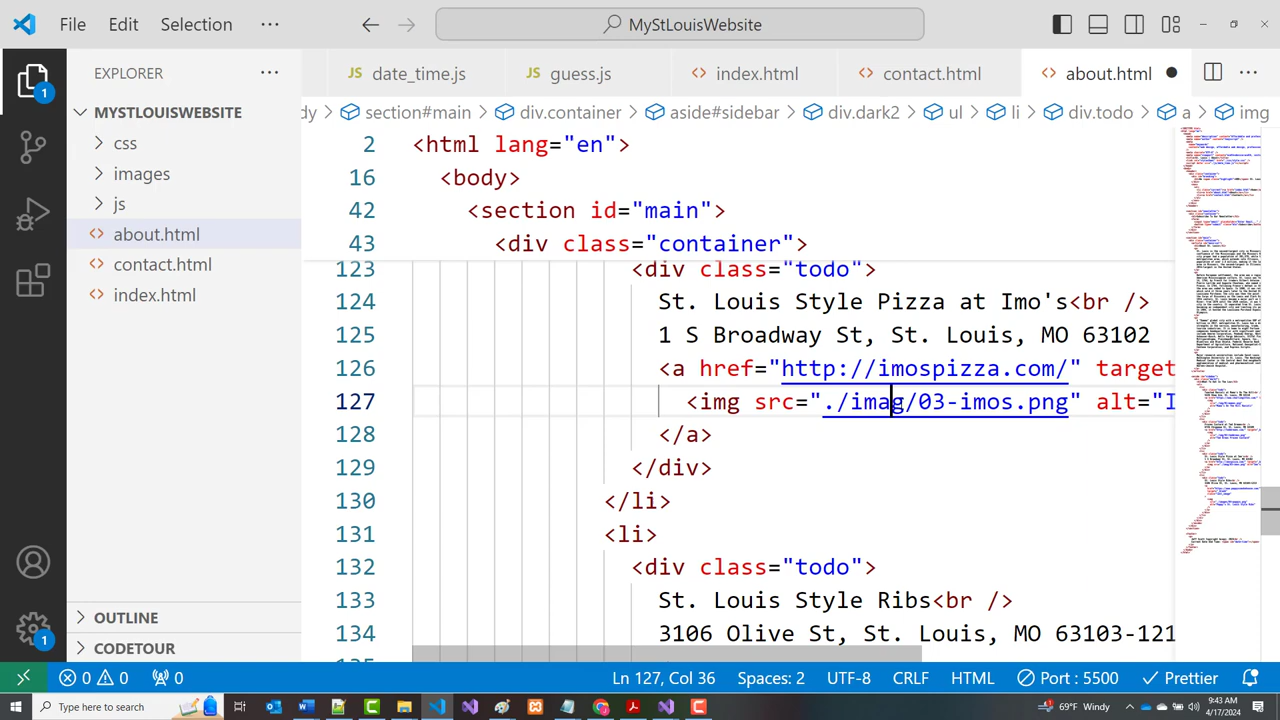 File Edit Selection ··· MyStLouisWebsite
EXPLORER ···
JS date_time.js JS guess.js <> index.html <> contact.html <> about.html ●
MYSTLOUISWEBSITE
dy > section#main > div.container > aside#sidebar > div.dark2 > ul > li > div.todo > a > img
css
images
js
about.html
contact.html
index.html
2 <html lang="en">
16 <body>
42 <section id="main">
43 <div class="container">
123 <div class="todo">
124 St. Louis Style Pizza at Imo's<br />
125 1 S Broadway St, St. Louis, MO 63102
126 <a href="http://imospizza.com/" target
127 <img src="./imag/03_imos.png" alt="I
128 </a>
129 </div>
130 </li>
131 <li>
132 <div class="todo">
133 St. Louis Style Ribs<br />
134 3106 Olive St, St. Louis, MO 63103-121
OUTLINE
CODETOUR
1
1
0 0 0 Ln 127, Col 36 Spaces: 2 UTF-8 CRLF HTML Port : 5500 Prettier
Type here to search 69°F Windy 9:43 AM
4/17/2024